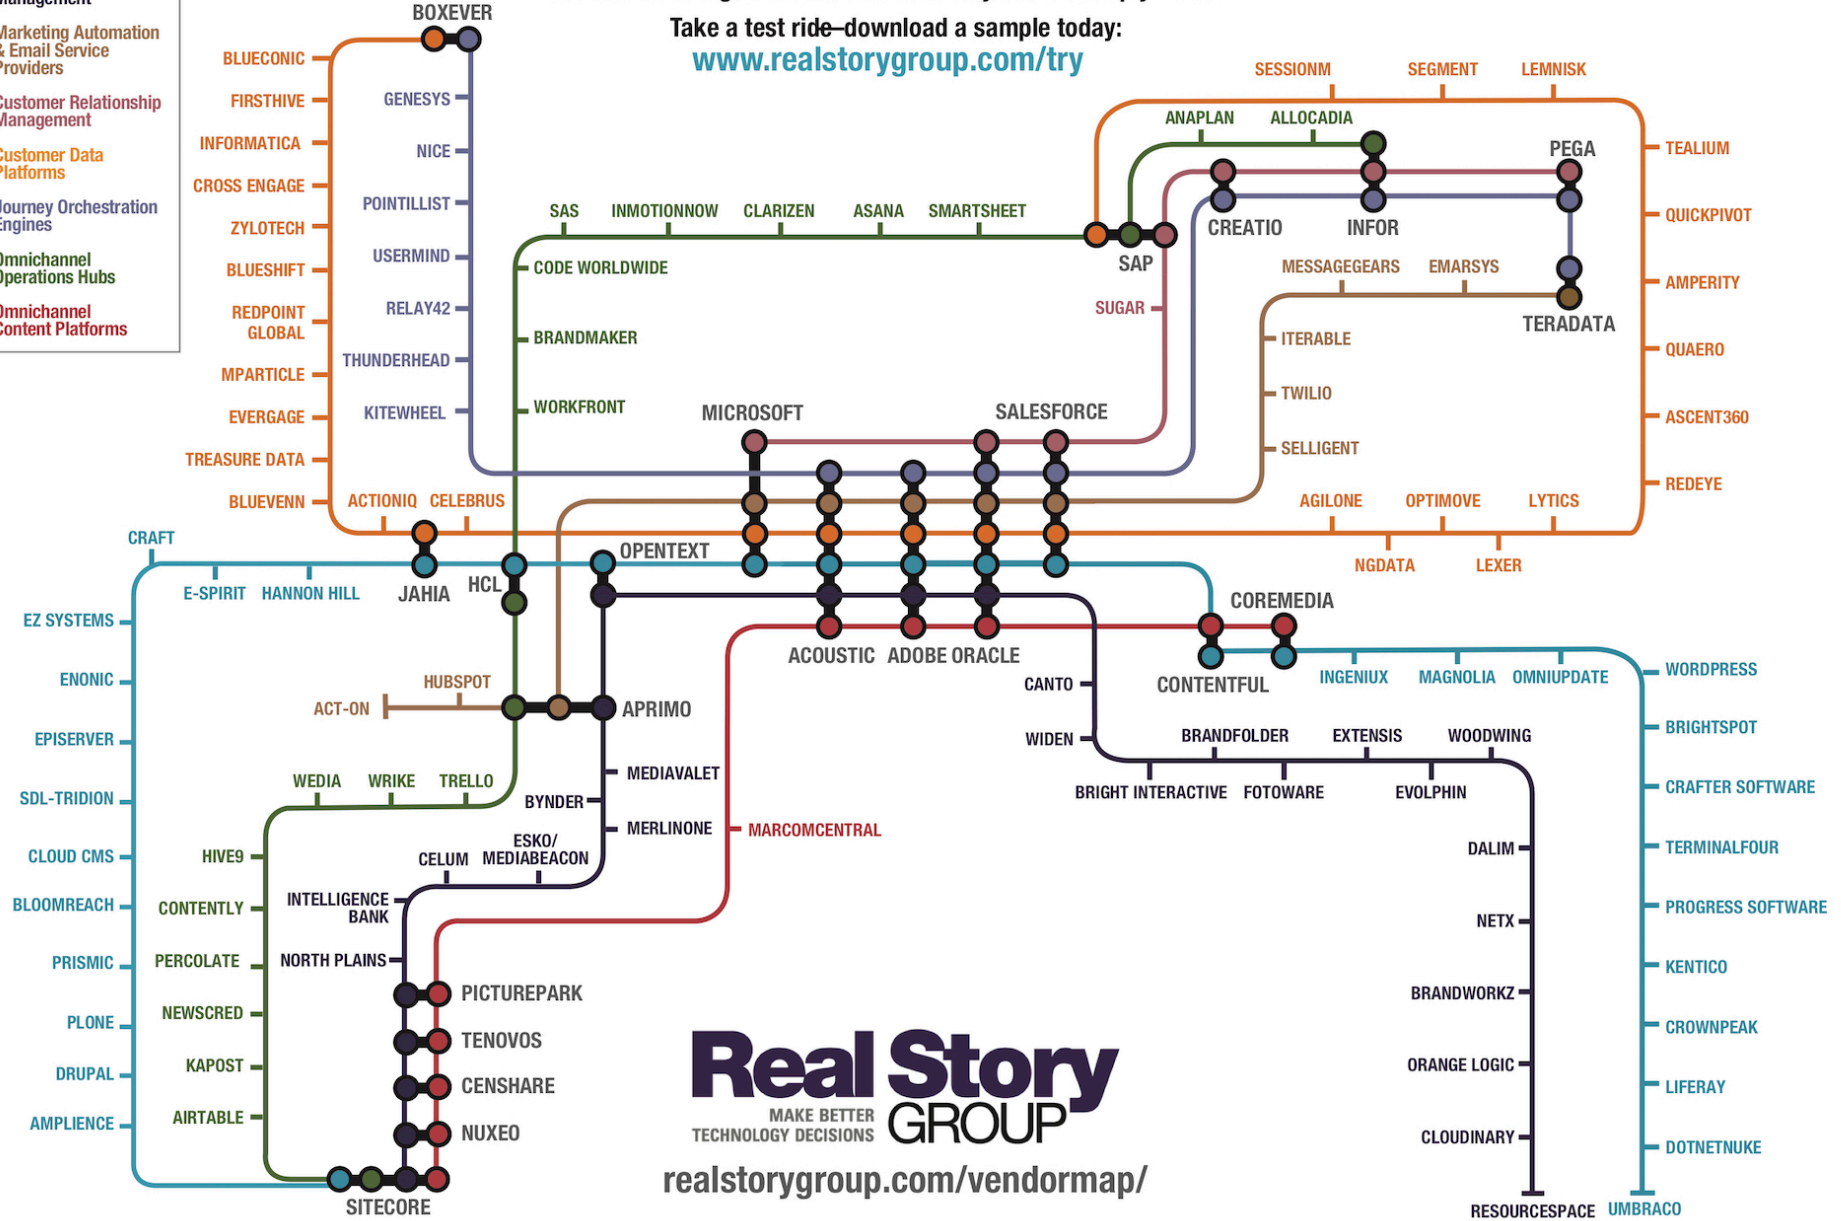 Marketing Automation
& Email Service
Providers
Customer Relationship
Management
Customer Data
Platforms
Journey Orchestration
Engines
Omnichannel
Operations Hubs
Omnichannel
Content Platforms
Take a test ride–download a sample today:
www.realstorygroup.com/try
BOXEVER
BLUECONIC
FIRSTHIVE
INFORMATICA
CROSS ENGAGE
ZYLOTECH
BLUESHIFT
REDPOINT
GLOBAL
MPARTICLE
EVERGAGE
TREASURE DATA
BLUEVENN
ACTIONIQ
CELEBRUS
GENESYS
NICE
POINTILLIST
USERMIND
RELAY42
THUNDERHEAD
KITEWHEEL
SAS
INMOTIONNOW
CLARIZEN
ASANA
SMARTSHEET
CODE WORLDWIDE
BRANDMAKER
WORKFRONT
SESSIONM
SEGMENT
LEMNISK
ANAPLAN
ALLOCADIA
PEGA
CREATIO
INFOR
SAP
SUGAR
MESSAGEGEARS
EMARSYS
TERADATA
ITERABLE
TWILIO
SELLIGENT
TEALIUM
QUICKPIVOT
AMPERITY
QUAERO
ASCENT360
REDEYE
AGILONE
OPTIMOVE
LYTICS
NGDATA
LEXER
MICROSOFT
SALESFORCE
CRAFT
E-SPIRIT
HANNON HILL
JAHIA
HCL
OPENTEXT
ACOUSTIC
ADOBE
ORACLE
COREMEDIA
CONTENTFUL
INGENIUX
MAGNOLIA
OMNIUPDATE
EZ SYSTEMS
ENONIC
EPISERVER
SDL-TRIDION
CLOUD CMS
BLOOMREACH
PRISMIC
PLONE
DRUPAL
AMPLIENCE
HUBSPOT
ACT-ON
APRIMO
WEDIA
WRIKE
TRELLO
HIVE9
CONTENTLY
PERCOLATE
NEWSCRED
KAPOST
AIRTABLE
MEDIAVALET
BYNDER
MERLINONE
CELUM
ESKO/
MEDIABEACON
INTELLIGENCE
BANK
NORTH PLAINS
MARCOMCENTRAL
PICTUREPARK
TENOVOS
CENSHARE
NUXEO
SITECORE
CANTO
WIDEN
BRANDFOLDER
EXTENSIS
WOODWING
BRIGHT INTERACTIVE
FOTOWARE
EVOLPHIN
DALIM
NETX
BRANDWORKZ
ORANGE LOGIC
CLOUDINARY
RESOURCESPACE
WORDPRESS
BRIGHTSPOT
CRAFTER SOFTWARE
TERMINALFOUR
PROGRESS SOFTWARE
KENTICO
CROWNPEAK
LIFERAY
DOTNETNUKE
UMBRACO
Real Story
GROUP
MAKE BETTER
TECHNOLOGY DECISIONS
realstorygroup.com/vendormap/